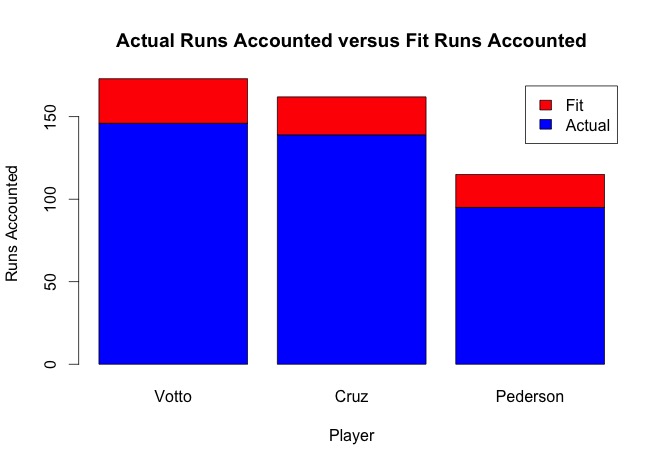 Actual Runs Accounted versus Fit Runs Accounted
Fit
Actual
Runs Accounted
150
100
50
0
Votto Cruz Pederson
Player